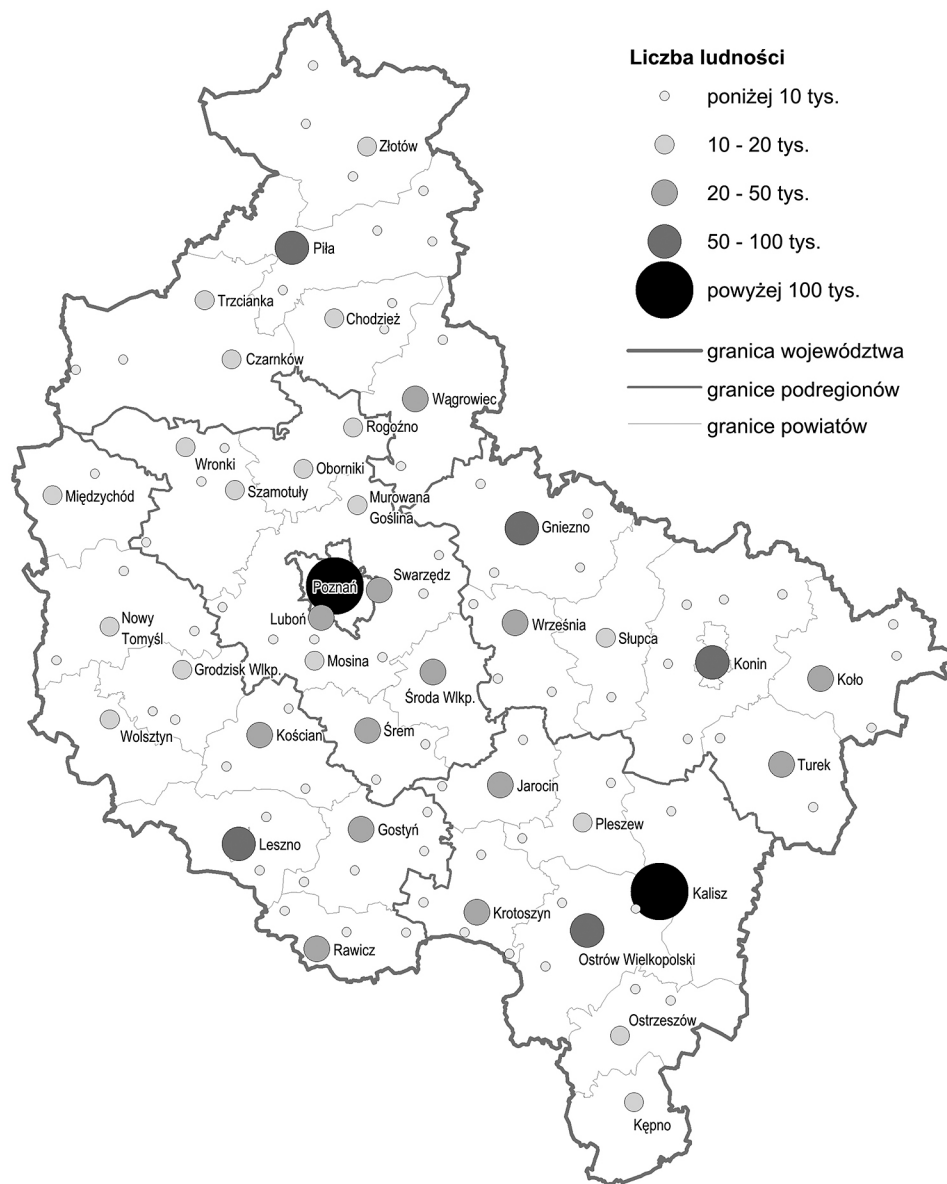 Liczba ludności
poniżej 10 tys.
10 - 20 tys.
20 - 50 tys.
50 - 100 tys.
powyżej 100 tys.
granica województwa
granice podregionów
granice powiatów
Złotów
Piła
Trzcianka
Chodzież
Czarnków
Wągrowiec
Rogoźno
Wronki
Oborniki
Szamotuły
Międzychód
Murowana
Goślina
Gniezno
Swarzędz
Poznań
Luboń
Nowy
Tomyśl
Września
Słupca
Mosina
Grodzisk Wlkp.
Konin
Koło
Środa Wlkp.
Wolsztyn
Kościan
Śrem
Turek
Jarocin
Pleszew
Gostyń
Leszno
Kalisz
Krotoszyn
Rawicz
Ostrów Wielkopolski
Ostrzeszów
Kępno